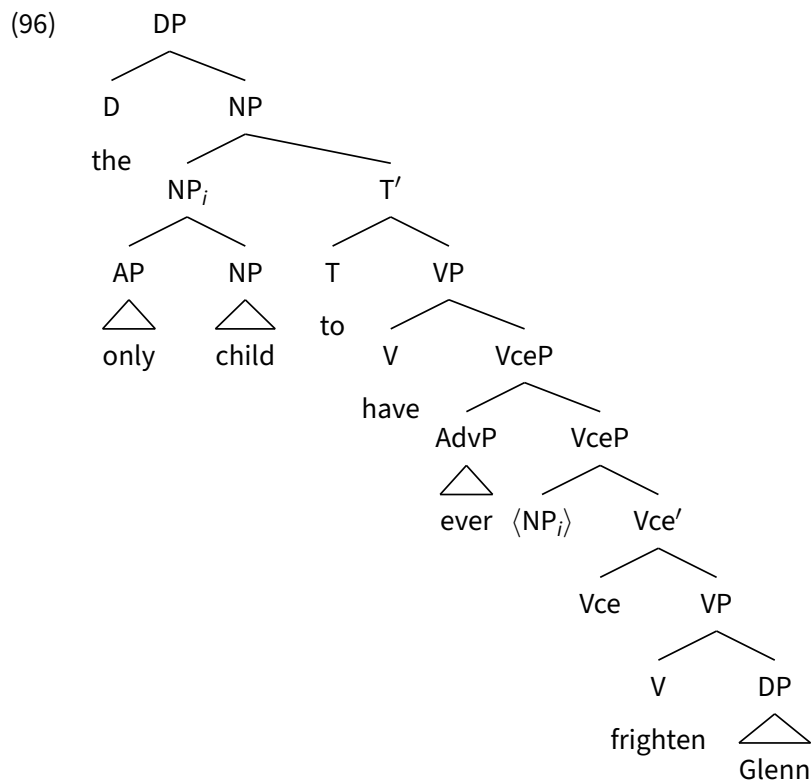 (96) DP
D NP
the
NPᵢ T′
AP NP T VP
to
only child V VceP
have
AdvP VceP
ever ⟨NPᵢ⟩ Vce′
Vce VP
V DP
frighten
Glenn